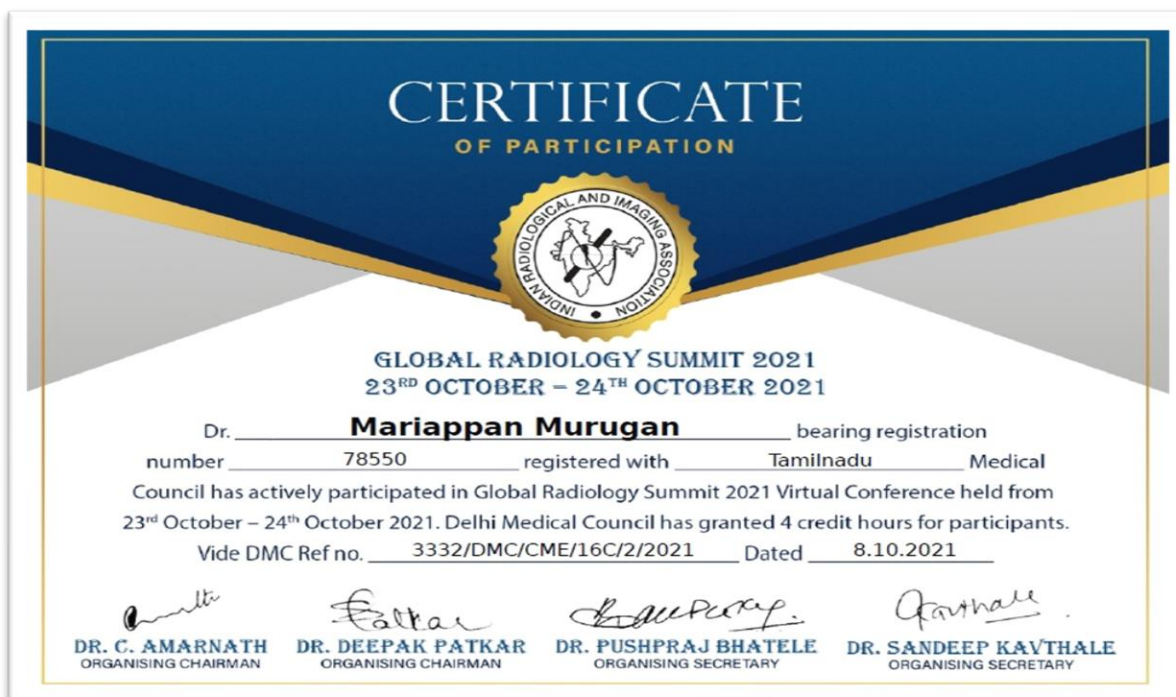 CERTIFICATE
OF PARTICIPATION
INDIAN RADIOLOGICAL AND IMAGING ASSOCIATION
GLOBAL RADIOLOGY SUMMIT 2021
23RD OCTOBER – 24TH OCTOBER 2021
Dr. Mariappan Murugan bearing registration
number 78550 registered with Tamilnadu Medical
Council has actively participated in Global Radiology Summit 2021 Virtual Conference held from
23rd October – 24th October 2021. Delhi Medical Council has granted 4 credit hours for participants.
Vide DMC Ref no. 3332/DMC/CME/16C/2/2021 Dated 8.10.2021
DR. C. AMARNATH DR. DEEPAK PATKAR DR. PUSHPRAJ BHATELE DR. SANDEEP KAVTHALE
ORGANISING CHAIRMAN ORGANISING CHAIRMAN ORGANISING SECRETARY ORGANISING SECRETARY